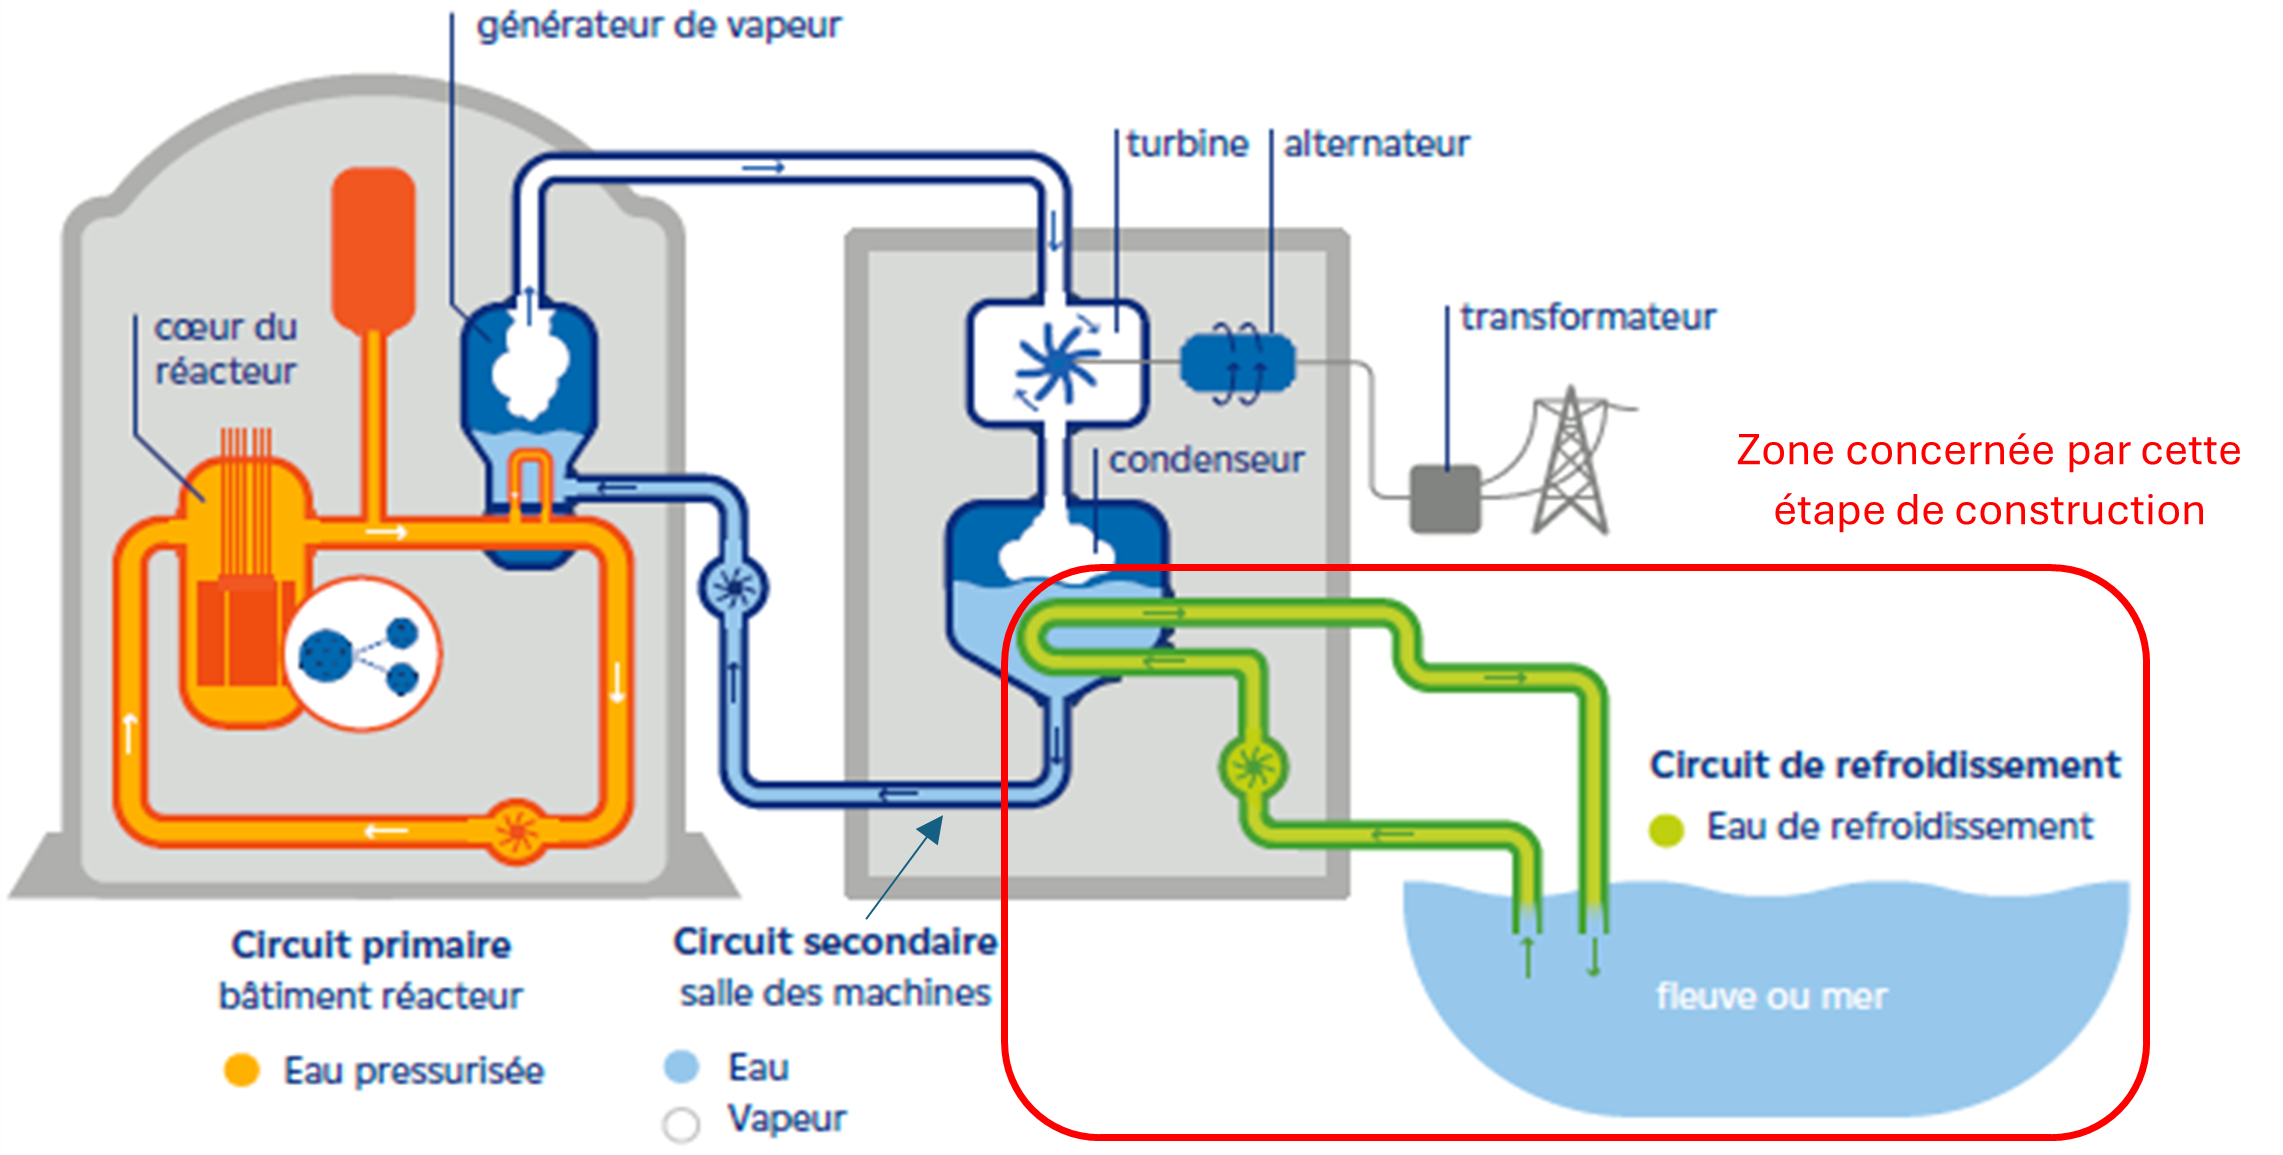 générateur de vapeur
turbine
alternateur
cœur du
réacteur
transformateur
condenseur
Zone concernée par cette
étape de construction
Circuit de refroidissement
Eau de refroidissement
fleuve ou mer
Circuit primaire
bâtiment réacteur
Eau pressurisée
Circuit secondaire
salle des machines
Eau
Vapeur